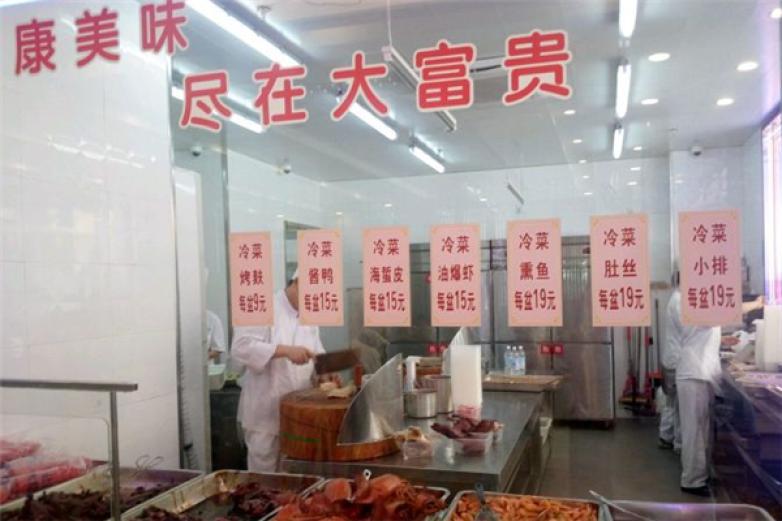 康美味
尽在大富贵
冷菜
烤麸
每盆9元
冷菜
酱鸭
每盆15元
冷菜
海蜇皮
每盆15元
冷菜
油爆虾
每盆15元
冷菜
熏鱼
每盆19元
冷菜
肚丝
每盆19元
冷菜
小排
每盆19元